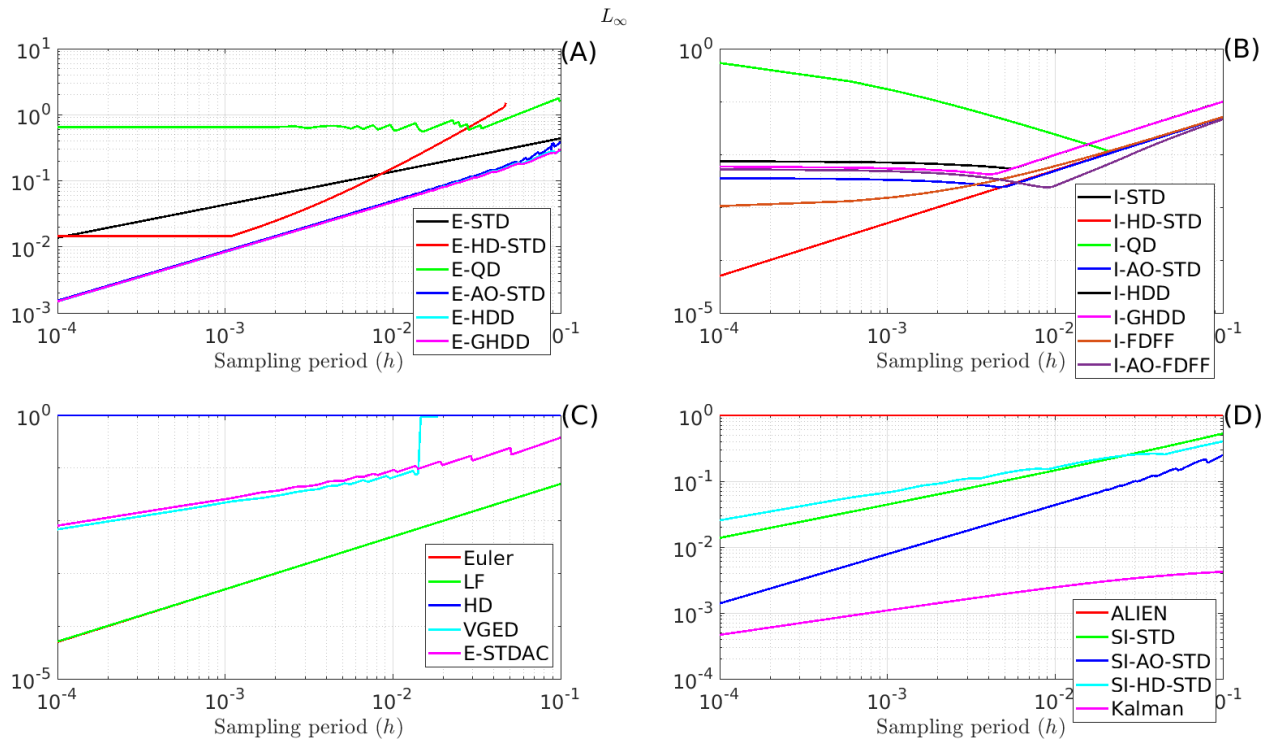 L∞
(A)
10^1
10^0
10^-1
10^-2
10^-3
E-STD
E-HD-STD
E-QD
E-AO-STD
E-HDD
E-GHDD
10^-4
10^-3
10^-2
10^-1
Sampling period (h)
(B)
10^0
10^-5
I-STD
I-HD-STD
I-QD
I-AO-STD
I-HDD
I-GHDD
I-FDFF
I-AO-FDFF
10^-4
10^-3
10^-2
10^-1
Sampling period (h)
(C)
10^0
10^-5
Euler
LF
HD
VGED
E-STDAC
10^-4
10^-3
10^-2
10^-1
Sampling period (h)
(D)
10^0
10^-1
10^-2
10^-3
10^-4
ALIEN
SI-STD
SI-AO-STD
SI-HD-STD
Kalman
10^-4
10^-3
10^-2
10^-1
Sampling period (h)